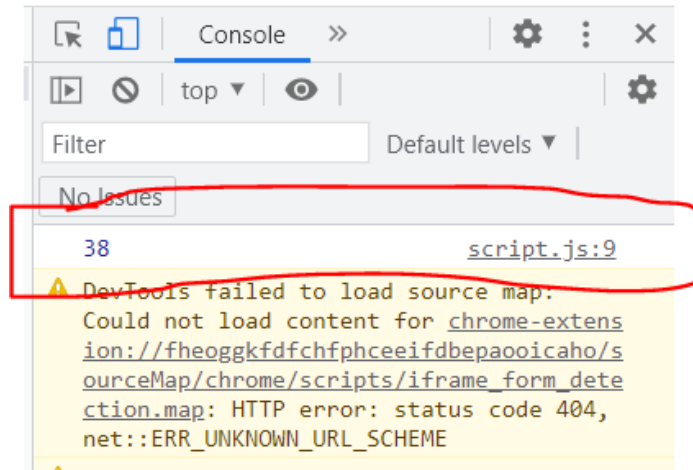 Console
top
Filter Default levels
No Issues
38 script.js:9
DevTools failed to load source map:
Could not load content for chrome-extens
ion://fheoggkfdfchfphceeifdbepaooicaho/s
ourceMap/chrome/scripts/iframe_form_dete
ction.map: HTTP error: status code 404,
net::ERR_UNKNOWN_URL_SCHEME